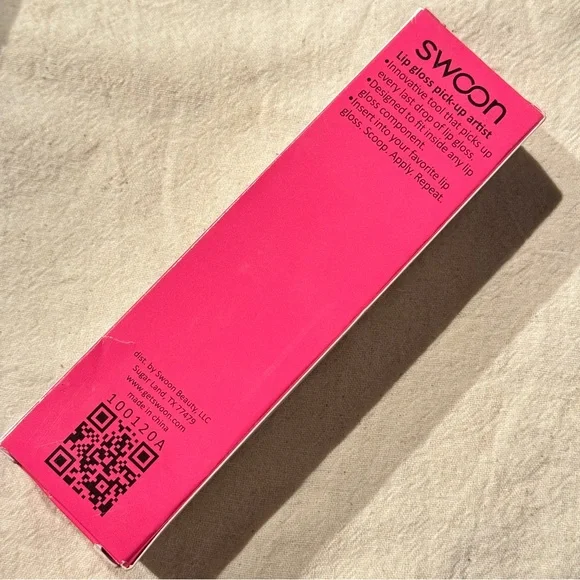 swoon
Lip gloss pick-up artist
•Innovative tool that picks up
every last drop of lip gloss.
•Designed to fit inside any lip
gloss component.
•Insert into your favorite lip
gloss. Scoop. Apply. Repeat.
dist. by Swoon Beauty, LLC
Sugar Land, TX 77479
www.getswoon.com
made in china
100120A